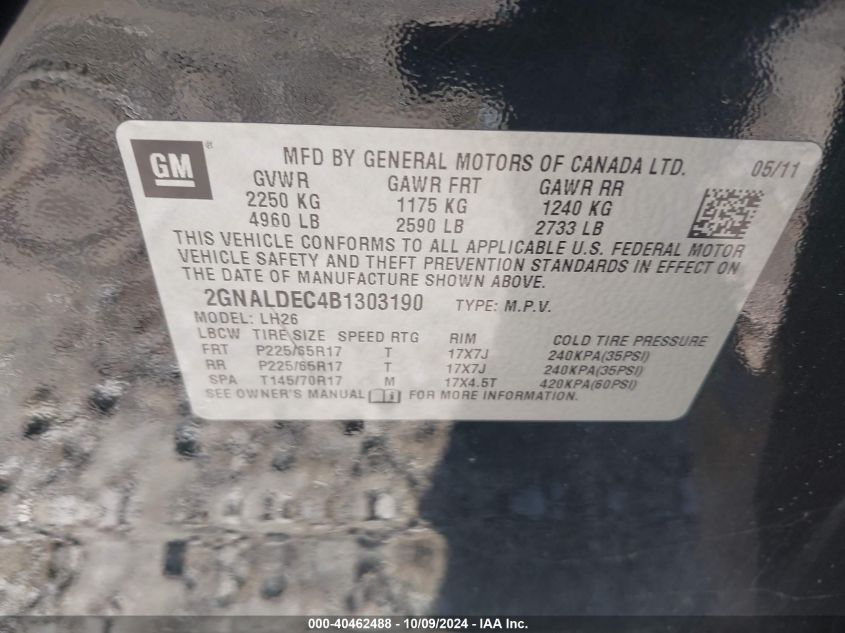 GM®
MFD BY GENERAL MOTORS OF CANADA LTD. 05/11
GVWR GAWR FRT GAWR RR
2250 KG 1175 KG 1240 KG
4960 LB 2590 LB 2733 LB
THIS VEHICLE CONFORMS TO ALL APPLICABLE U.S. FEDERAL MOTOR
VEHICLE SAFETY AND THEFT PREVENTION STANDARDS IN EFFECT ON
THE DATE OF MANUFACTURE SHOWN ABOVE.
2GNALDEC4B1303190 TYPE: M.P.V.
MODEL: LH26
LBCW TIRE SIZE SPEED RTG RIM COLD TIRE PRESSURE
FRT P225/65R17 T 17X7J 240KPA(35PSI)
RR P225/65R17 T 17X7J 240KPA(35PSI)
SPA T145/70R17 M 17X4.5T 420KPA(60PSI)
SEE OWNER'S MANUAL FOR MORE INFORMATION.
000-40462488 - 10/09/2024 - IAA Inc.